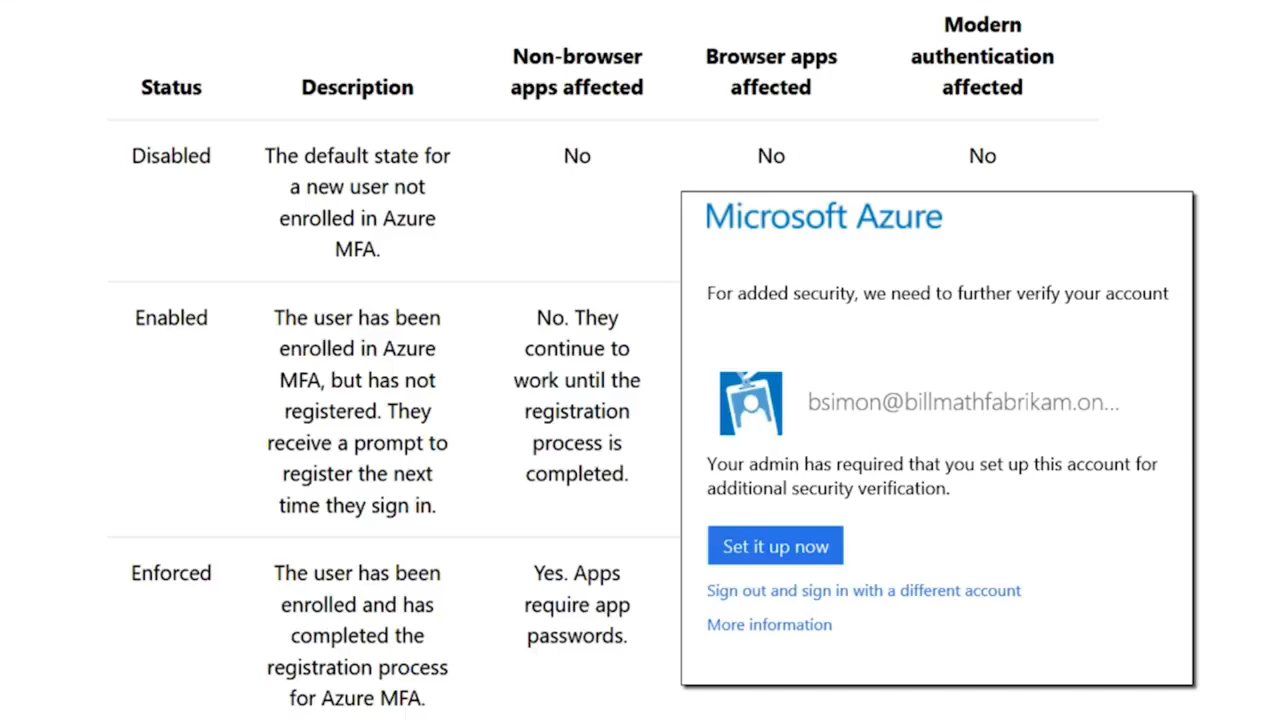 Status
Description
Non-browser
apps affected
Browser apps
affected
Modern
authentication
affected
Disabled
The default state for
a new user not
enrolled in Azure
MFA.
No
No
No
Enabled
The user has been
enrolled in Azure
MFA, but has not
registered. They
receive a prompt to
register the next
time they sign in.
No. They
continue to
work until the
registration
process is
completed.
Enforced
The user has been
enrolled and has
completed the
registration process
for Azure MFA.
Yes. Apps
require app
passwords.
Microsoft Azure
For added security, we need to further verify your account
bsimon@billmathfabrikam.on...
Your admin has required that you set up this account for
additional security verification.
Set it up now
Sign out and sign in with a different account
More information